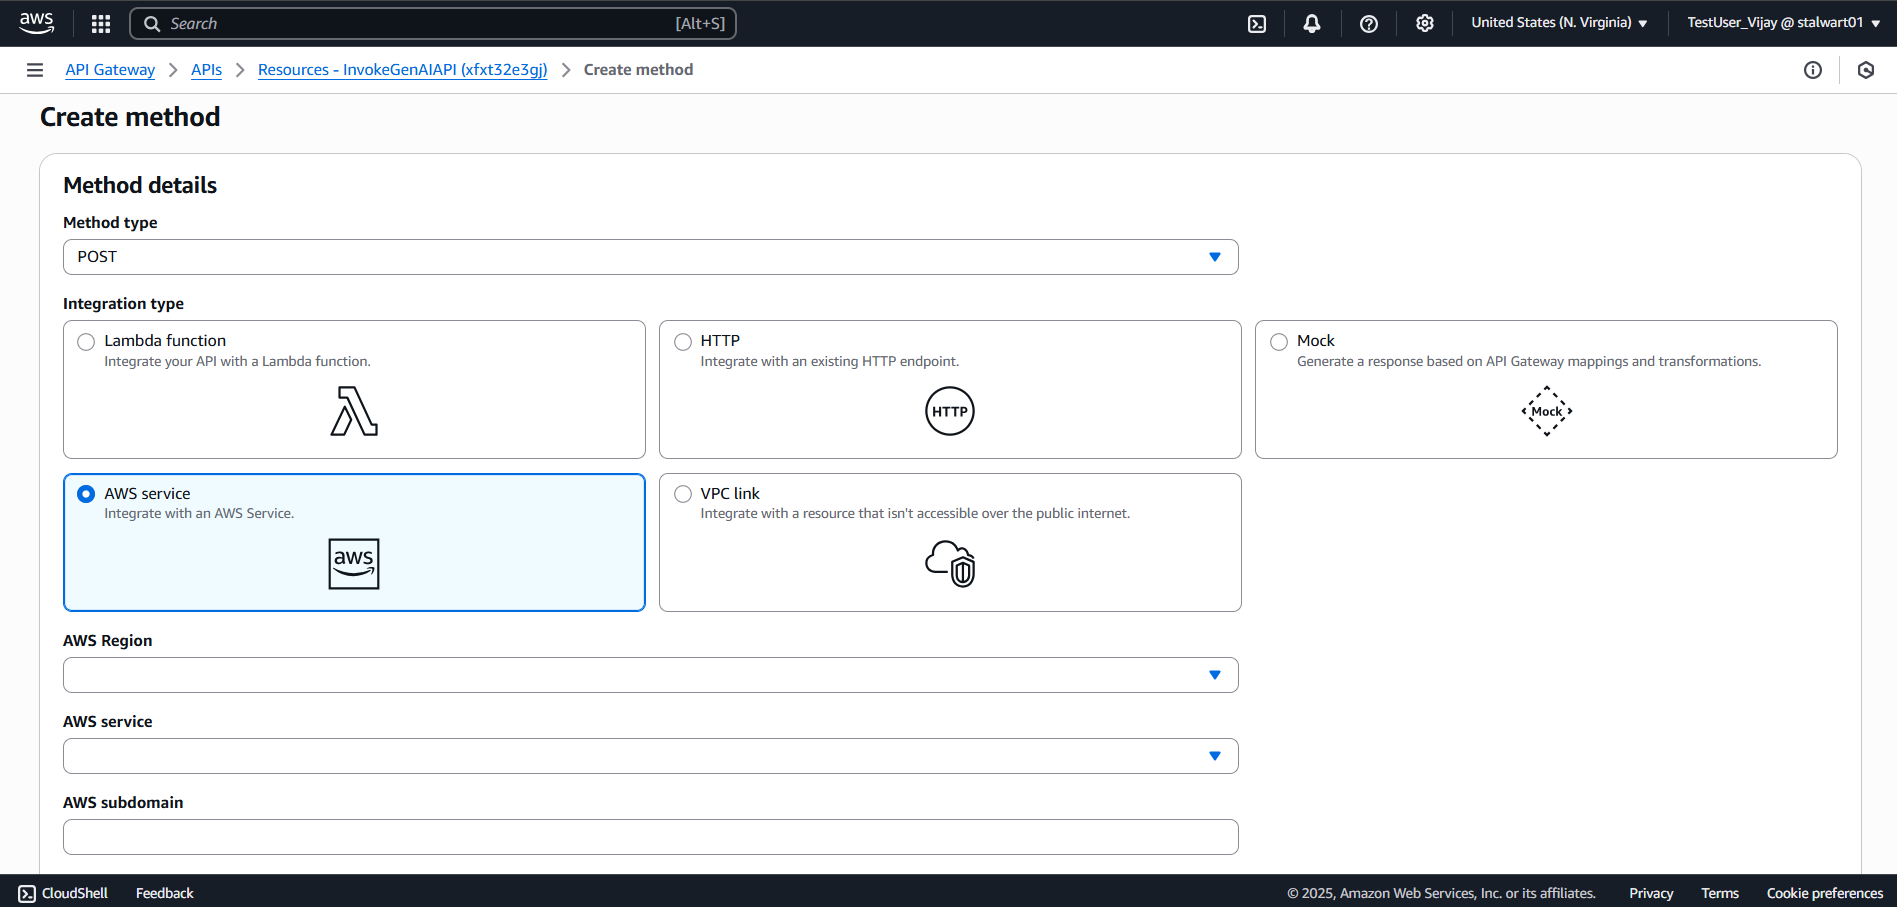 aws
Search [Alt+S]
United States (N. Virginia)
TestUser_Vijay @ stalwart01
API Gateway
APIs
Resources - InvokeGenAIAPI (xfxt32e3gj)
Create method
Create method
Method details
Method type
POST
Integration type
Lambda function
Integrate your API with a Lambda function.
HTTP
Integrate with an existing HTTP endpoint.
HTTP
Mock
Generate a response based on API Gateway mappings and transformations.
Mock
AWS service
Integrate with an AWS Service.
aws
VPC link
Integrate with a resource that isn't accessible over the public internet.
AWS Region
AWS service
AWS subdomain
CloudShell
Feedback
© 2025, Amazon Web Services, Inc. or its affiliates.
Privacy
Terms
Cookie preferences